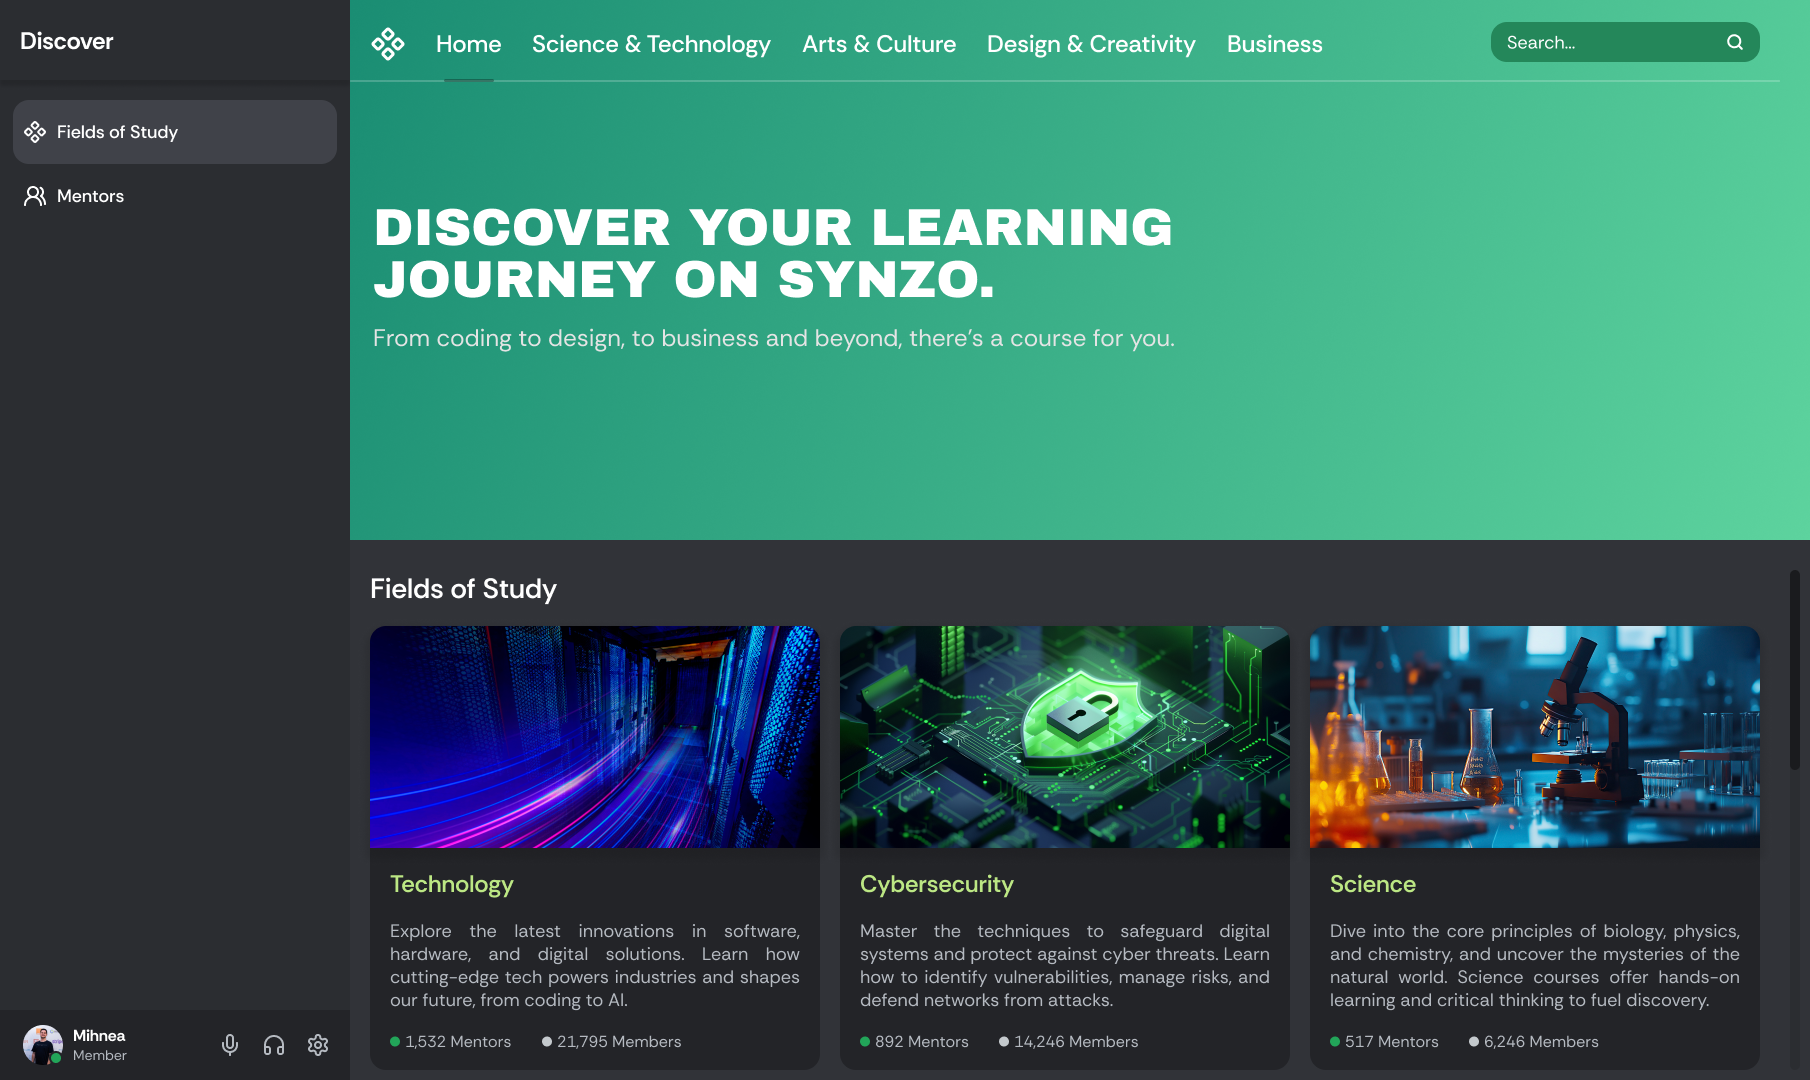 Discover
Home
Science & Technology
Arts & Culture
Design & Creativity
Business
Search...
Fields of Study
Mentors
DISCOVER YOUR LEARNING
JOURNEY ON SYNZO.
From coding to design, to business and beyond, there's a course for you.
Fields of Study
Technology
Explore the latest innovations in software,
hardware, and digital solutions. Learn how
cutting-edge tech powers industries and shapes
our future, from coding to AI.
1,532 Mentors
21,795 Members
Cybersecurity
Master the techniques to safeguard digital
systems and protect against cyber threats. Learn
how to identify vulnerabilities, manage risks, and
defend networks from attacks.
892 Mentors
14,246 Members
Science
Dive into the core principles of biology, physics,
and chemistry, and uncover the mysteries of the
natural world. Science courses offer hands-on
learning and critical thinking to fuel discovery.
517 Mentors
6,246 Members
Mihnea
Member